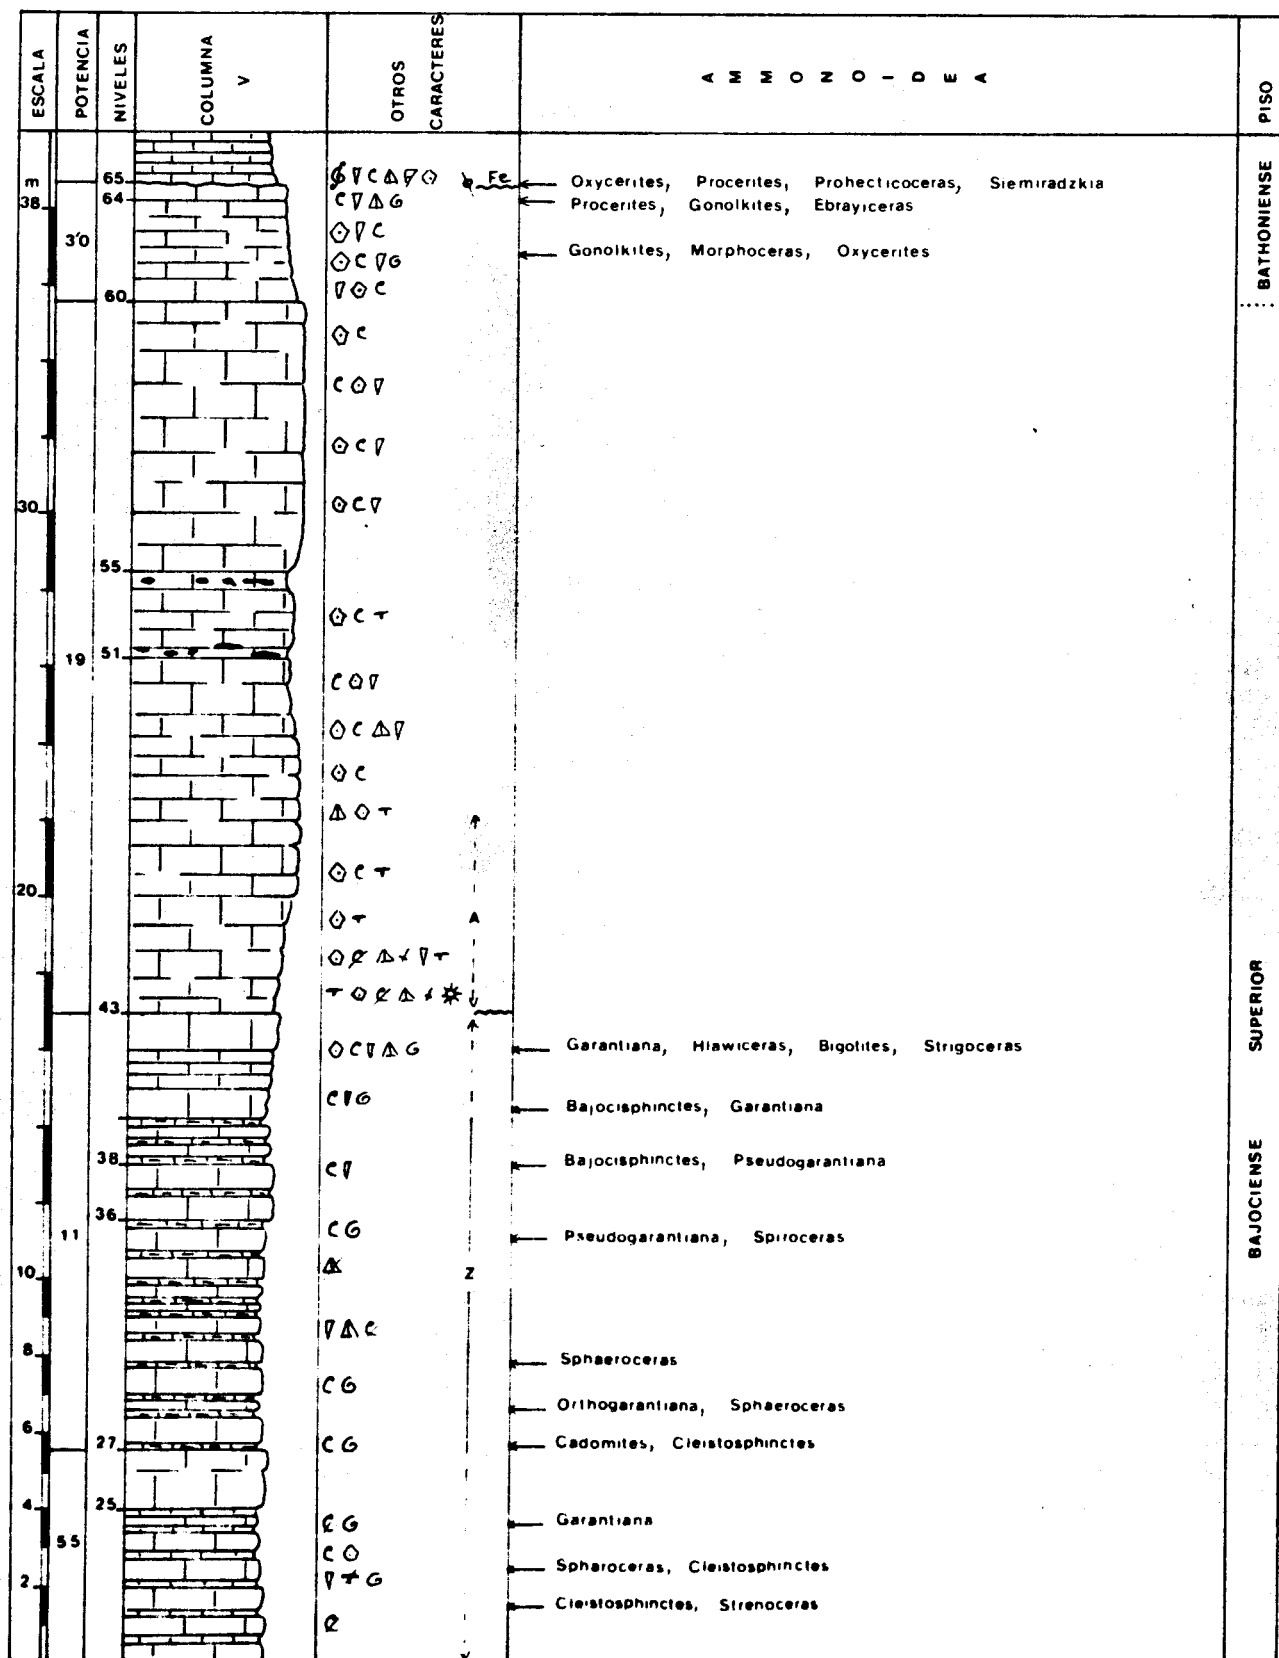 ESCALA POTENCIA NIVELES COLUMNA V OTROS CARACTERES AMMONOIDEA PISO
m 65 Fe Oxycerites, Procerites, Prohecticoceras, Siemiradzkia
38 64 Procerites, Gonolkites, Ebrayiceras
3'0 Gonolkites, Morphoceras, Oxycerites
BATHONIENSE
60
30
55
19 51
20
A
43
SUPERIOR
Garantiana, Hlawiceras, Bigotites, Strigoceras
Bajocisphinctes, Garantiana
38 Bajocisphinctes, Pseudogarantiana
BAJOCIENSE
36
11 Pseudogarantiana, Spiroceras
10 Z
8 Sphaeroceras
Orthogarantiana, Sphaeroceras
6 27 Cadomites, Cleistosphinctes
4 25
Garantiana
5 5
Spharoceras, Cleistosphinctes
2
Cleistosphinctes, Strenoceras